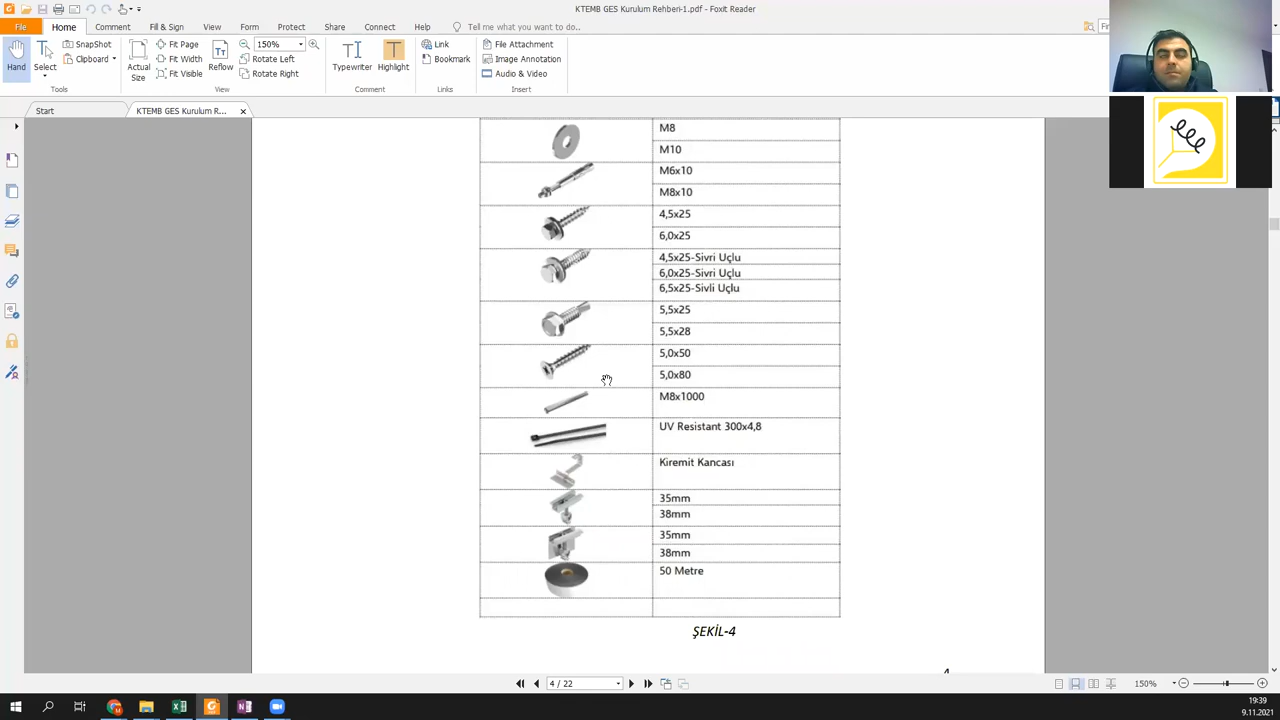 KTEMB GES Kurulum Rehberi-1.pdf - Foxit Reader
File Home Comment View Form Protect Share Connect Help Tell me what you want to do..
Hand
Select
SnapShot
Clipboard
Tools
Actual Size
Fit Page
Fit Width
Fit Visible
Reflow
150%
Rotate Left
Rotate Right
View
Typewriter
Highlight
Comment
Link
Bookmark
Links
File Attachment
Image Annotation
Audio & Video
Insert
Start
KTEMB GES Kurulum R...
M8
M10
M6x10
M8x10
4,5x25
6,0x25
4,5x25-Sivri Uçlu
6,0x25-Sivri Uçlu
6,5x25-Sivli Uçlu
5,5x25
5,5x28
5,0x50
5,0x80
M8x1000
UV Resistant 300x4,8
Kiremit Kancası
35mm
38mm
35mm
38mm
50 Metre
ŞEKİL-4
4 / 22
150%
19:39
9.11.2021